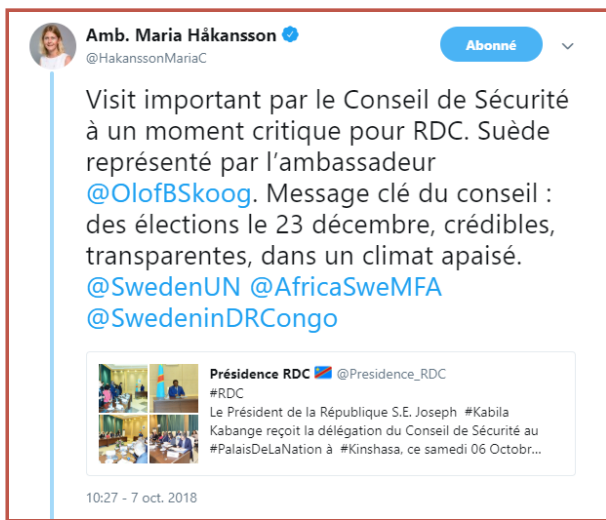 Amb. Maria Håkansson
@HakanssonMariaC
Abonné
Visit important par le Conseil de Sécurité
à un moment critique pour RDC. Suède
représenté par l'ambassadeur
@OlofBSkoog. Message clé du conseil :
des élections le 23 décembre, crédibles,
transparentes, dans un climat apaisé.
@SwedenUN @AfricaSweMFA
@SwedeninDRCongo
Présidence RDC @Presidence_RDC
#RDC
Le Président de la République S.E. Joseph #Kabila
Kabange reçoit la délégation du Conseil de Sécurité au
#PalaisDeLaNation à #Kinshasa, ce samedi 06 Octobr...
10:27 - 7 oct. 2018